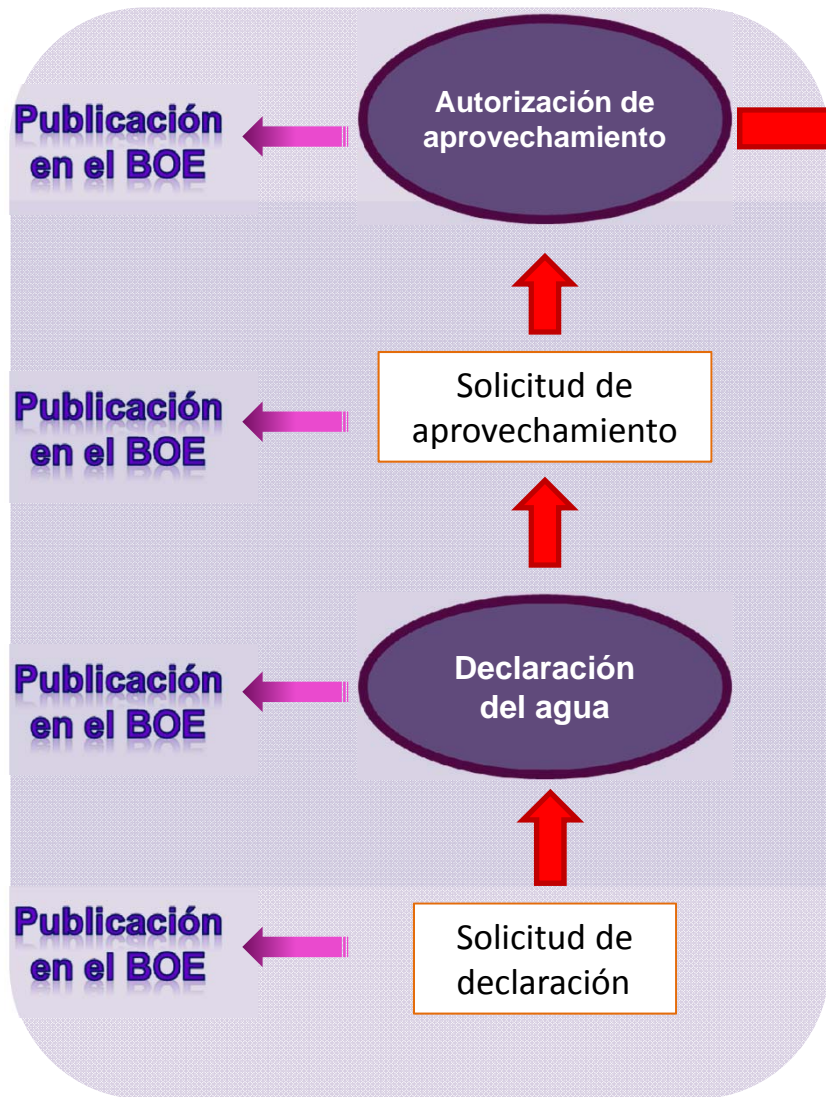 Publicación
en el BOE
Autorización de
aprovechamiento
Publicación
en el BOE
Solicitud de
aprovechamiento
Publicación
en el BOE
Declaración
del agua
Publicación
en el BOE
Solicitud de
declaración